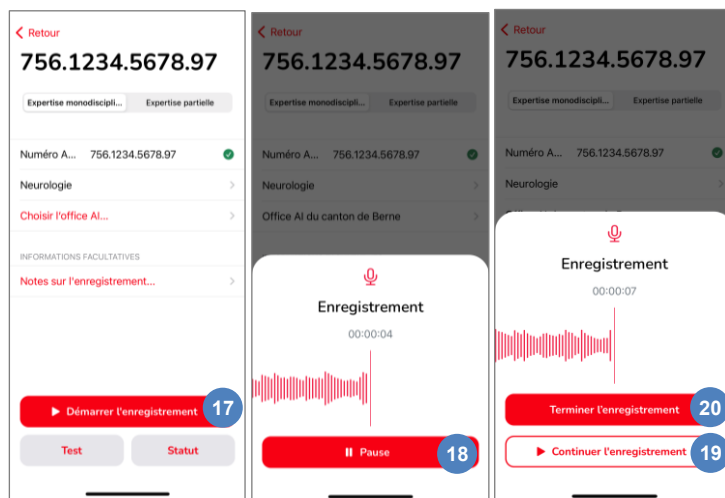 Retour
756.1234.5678.97
Expertise monodiscipli... Expertise partielle
Numéro A... 756.1234.5678.97
Neurologie
Choisir l'office AI...
INFORMATIONS FACULTATIVES
Notes sur l'enregistrement...
Démarrer l'enregistrement 17
Test Statut
Retour
756.1234.5678.97
Expertise monodiscipli... Expertise partielle
Numéro A... 756.1234.5678.97
Neurologie
Office AI du canton de Berne
Enregistrement
00:00:04
Pause 18
Retour
756.1234.5678.97
Expertise monodiscipli... Expertise partielle
Numéro A... 756.1234.5678.97
Neurologie
Enregistrement
00:00:07
Terminer l'enregistrement 20
Continuer l'enregistrement 19